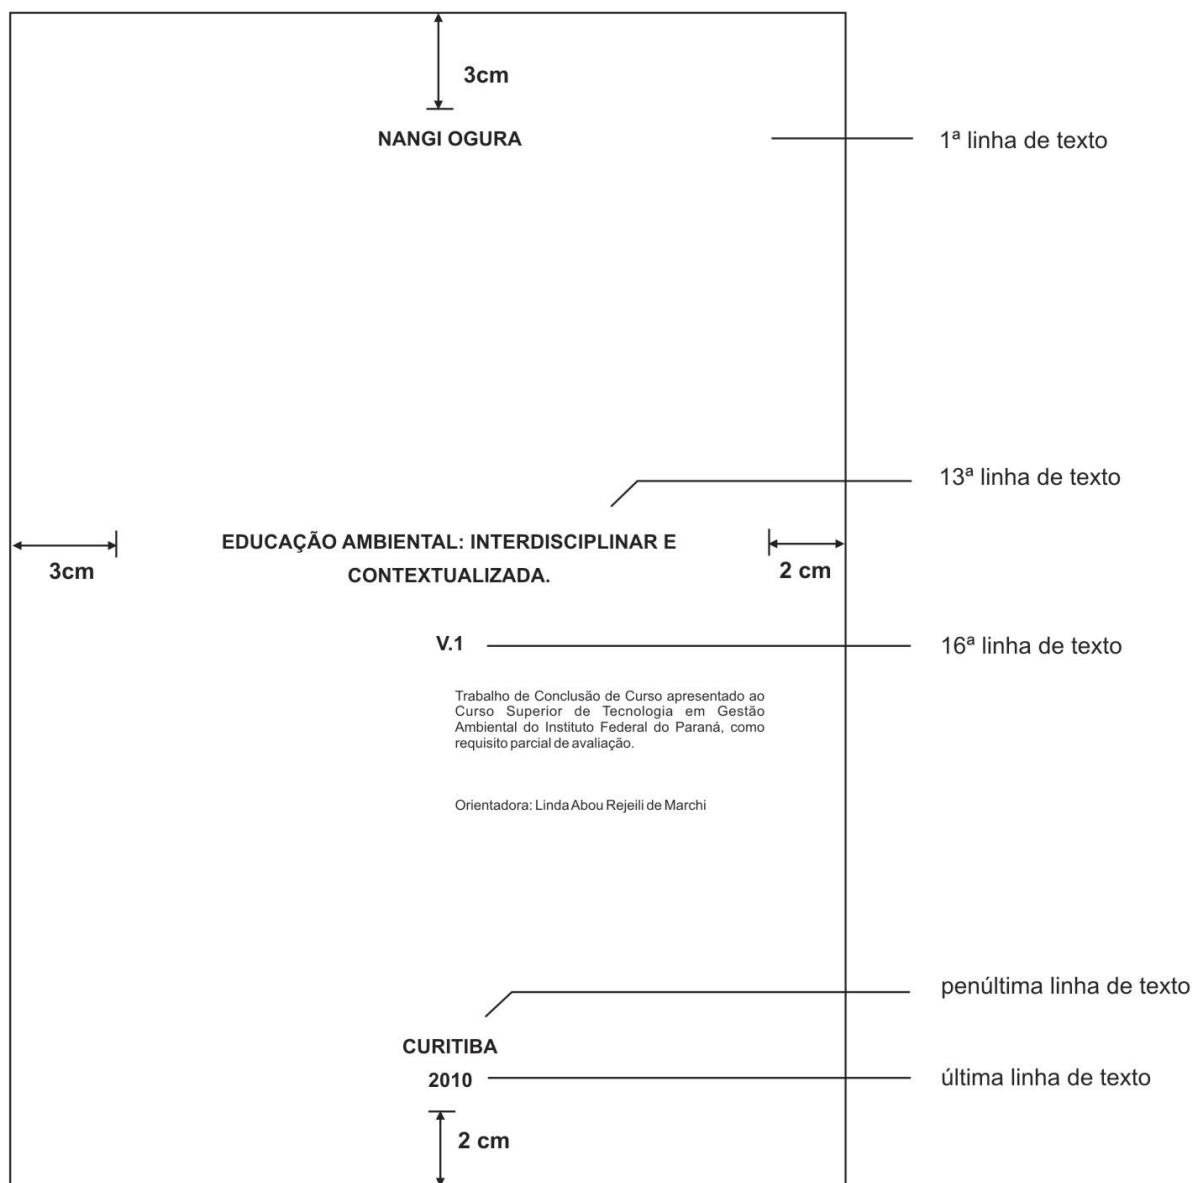 3cm
NANGI OGURA
1ª linha de texto
13ª linha de texto
EDUCAÇÃO AMBIENTAL: INTERDISCIPLINAR E
CONTEXTUALIZADA.
3cm
2 cm
V.1
16ª linha de texto
Trabalho de Conclusão de Curso apresentado ao
Curso Superior de Tecnologia em Gestão
Ambiental do Instituto Federal do Paraná, como
requisito parcial de avaliação.
Orientadora: Linda Abou Rejeili de Marchi
penúltima linha de texto
CURITIBA
2010
última linha de texto
2 cm